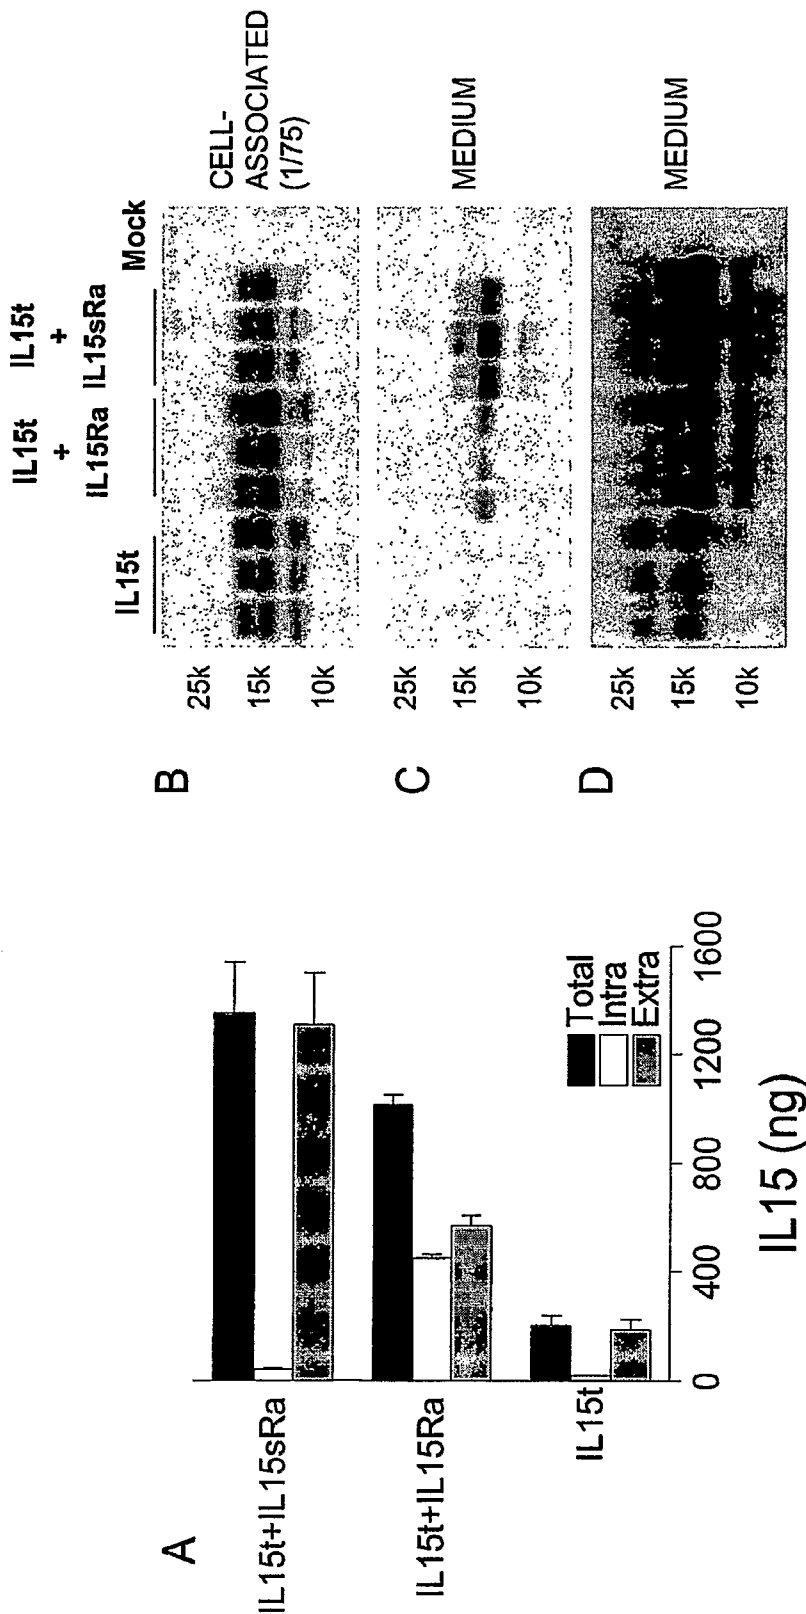 A
IL15t+IL15sRa
IL15t+IL15Ra
IL15t
0
400
800
1200
1600
IL15 (ng)
Total
Intra
Extra
IL15t
IL15t
+
IL15Ra
IL15t
+
IL15sRa
Mock
B
25k
15k
10k
CELL-
ASSOCIATED
(1/75)
C
25k
15k
10k
MEDIUM
D
25k
15k
10k
MEDIUM